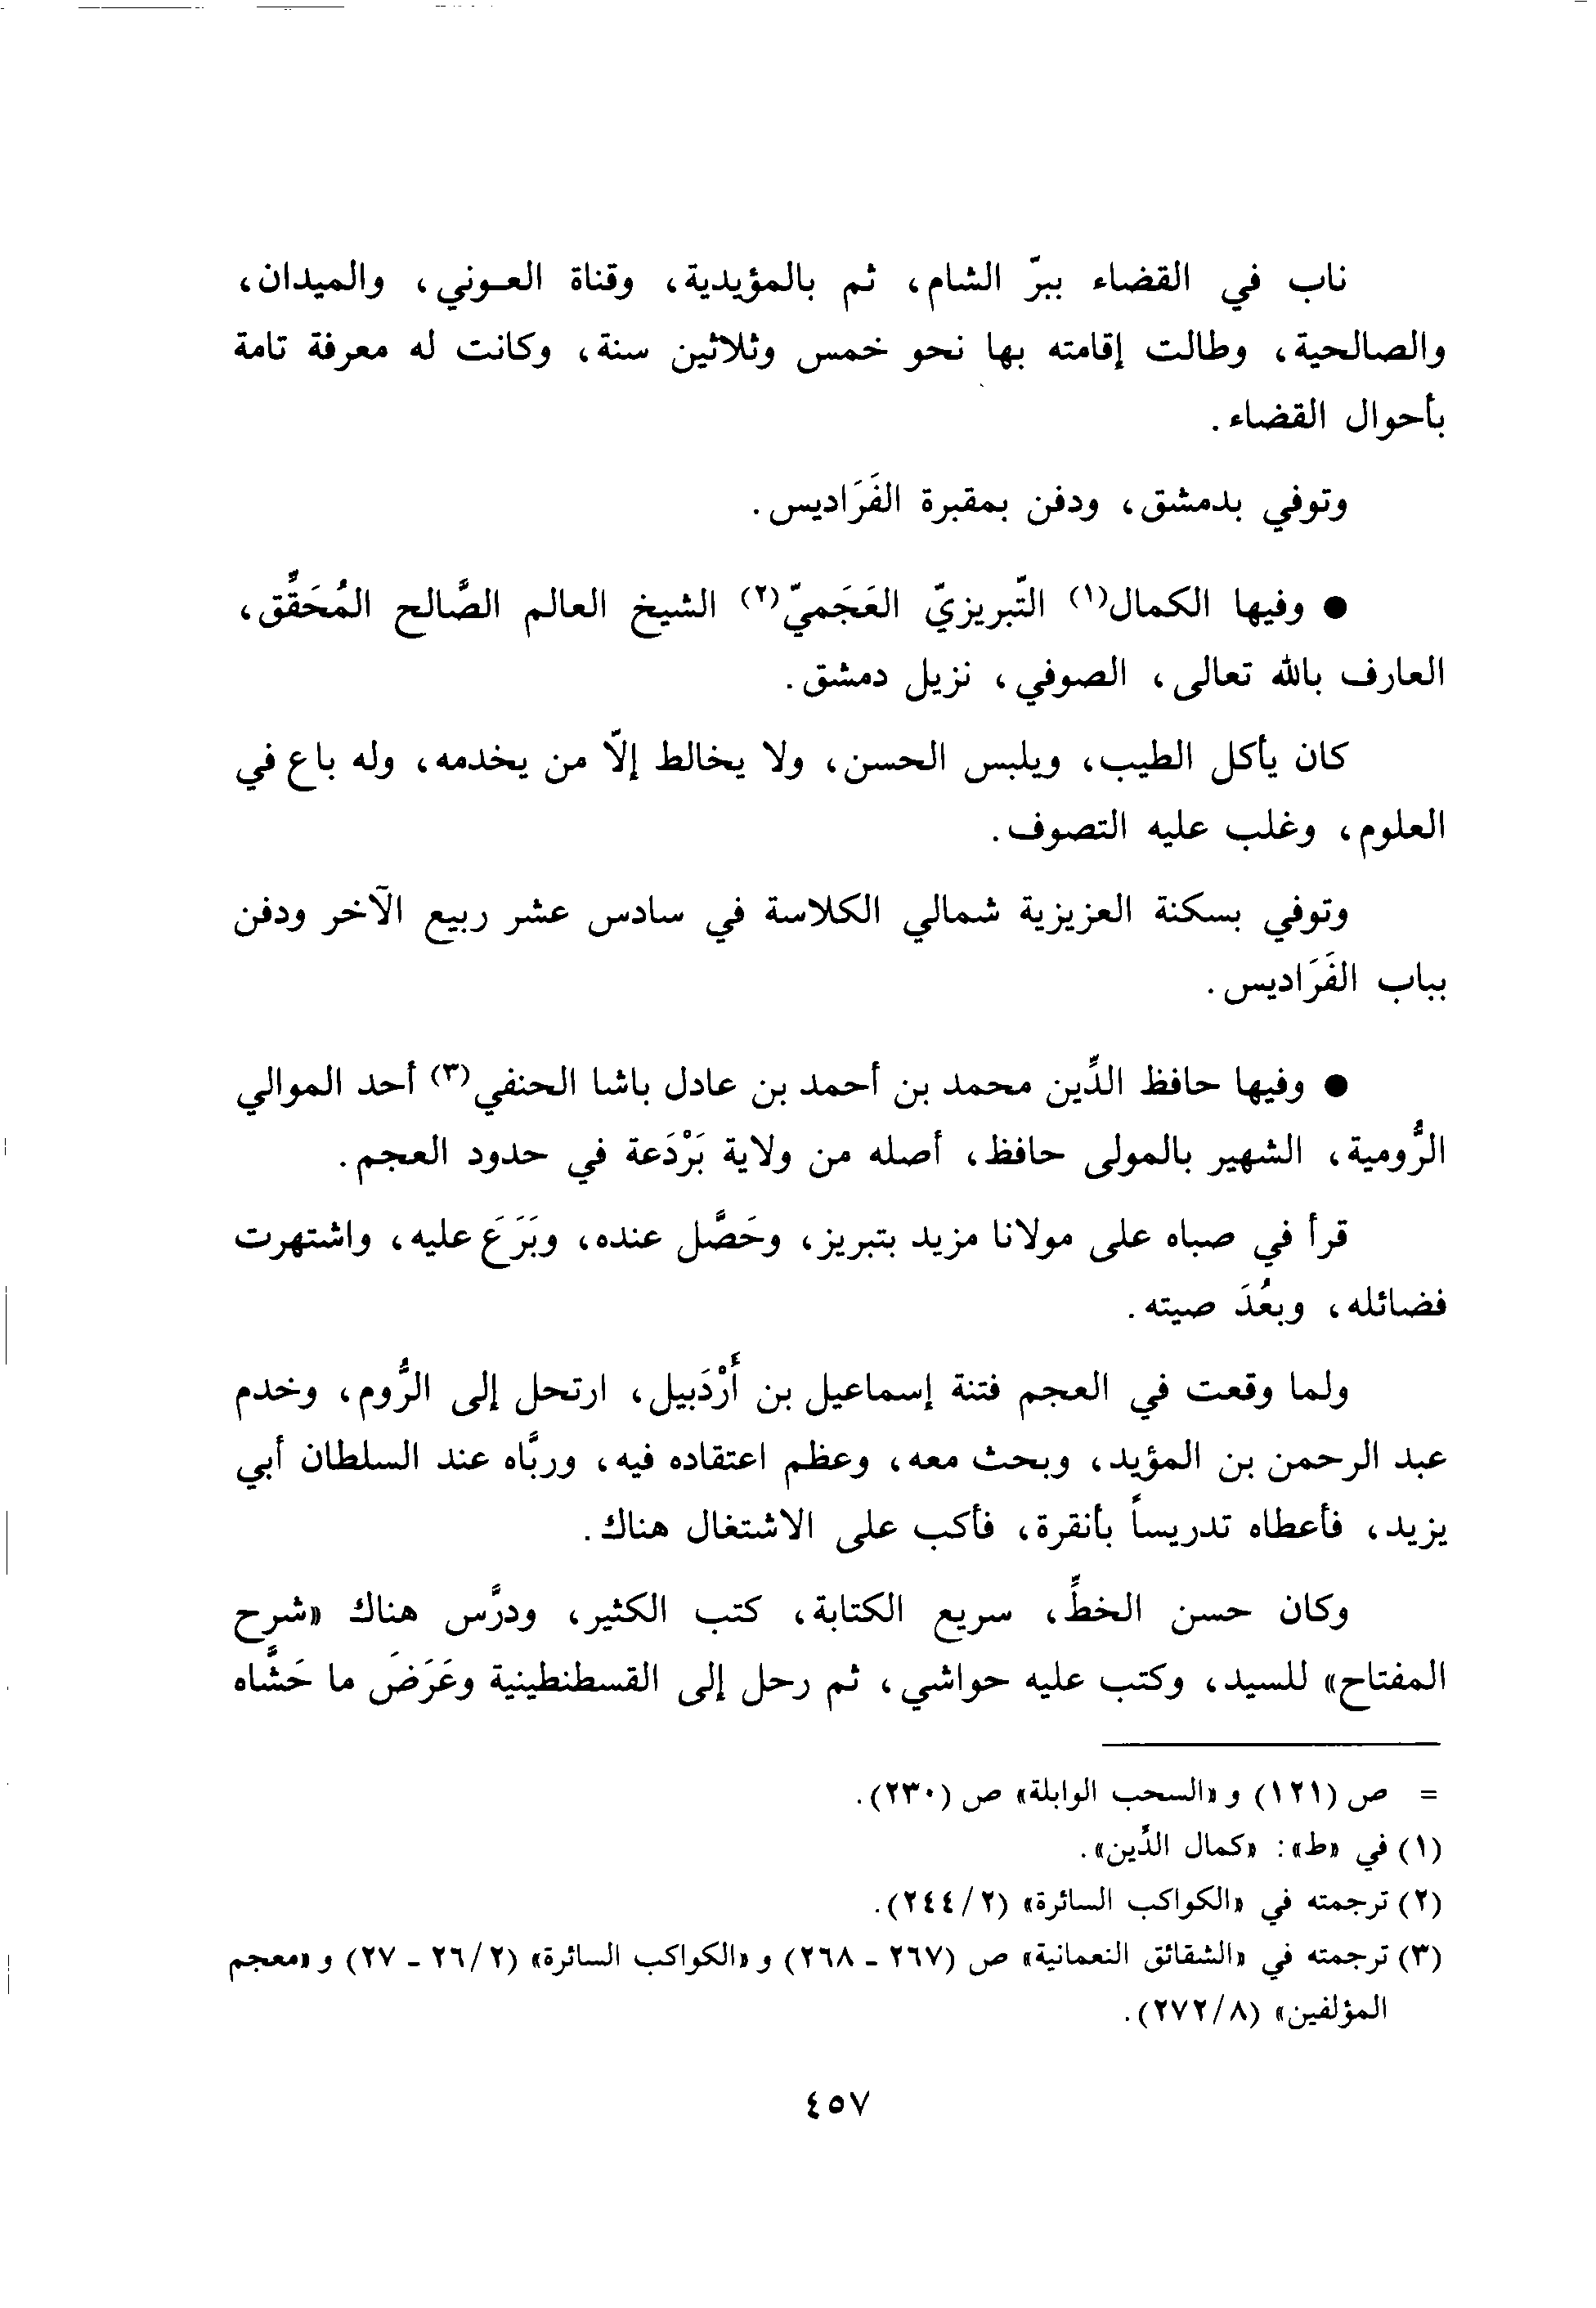 ناب في القضاء ببرّ الشام، ثم بالمؤيدية، وقناة العـوني، والميدان،
والصالحية، وطالت إقامته بها نحو خمس وثلاثين سنة، وكانت له معرفة تامة
بأحوال القضاء.
وتوفي بدمشق، ودفن بمقبرة الفَرَاديس.
● وفيها الكمال(١) التّبريزيّ العَجَميّ(٢) الشيخ العالم الصَّالح المُحَقِّق،
العارف بالله تعالى، الصوفي، نزيل دمشق.
كان يأكل الطيب، ويلبس الحسن، ولا يخالط إلّا من يخدمه، وله باع في
العلوم، وغلب عليه التصوف.
وتوفي بسكنة العزيزية شمالي الكلاسة في سادس عشر ربيع الآخر ودفن
بباب الفَرَاديس.
● وفيها حافظ الدِّين محمد بن أحمد بن عادل باشا الحنفي(٣) أحد الموالي
الرُّومية، الشهير بالمولى حافظ، أصله من ولاية بَرْدَعة في حدود العجم.
قرأ في صباه على مولانا مزيد بتبريز، وحَصَّل عنده، وبَرَعَ عليه، واشتهرت
فضائله، وبعُدَ صيته.
ولما وقعت في العجم فتنة إسماعيل بن أَرْدَبيل، ارتحل إلى الرُّوم، وخدم
عبد الرحمن بن المؤيد، وبحث معه، وعظم اعتقاده فيه، وربَّاه عند السلطان أبي
يزيد، فأعطاه تدريساً بأنقرة، فأكب على الاشتغال هناك.
وكان حسن الخطِّ، سريع الكتابة، كتب الكثير، ودرَّس هناك «شرح
المفتاح» للسيد، وكتب عليه حواشي، ثم رحل إلى القسطنطينية وعَرَضَ ما حَشَّاه
= ص (١٢١) و «السحب الوابلة» ص (٢٣٠).
(١) في «ط»: «كمال الدِّين».
(٢) ترجمته في «الكواكب السائرة» (٢/٢٤٤).
(٣) ترجمته في «الشقائق النعمانية» ص (٢٦٧ - ٢٦٨) و «الكواكب السائرة» (٢/٢٦ - ٢٧) و «معجم
المؤلفين» (٨/٢٧٢).
٤٥٧